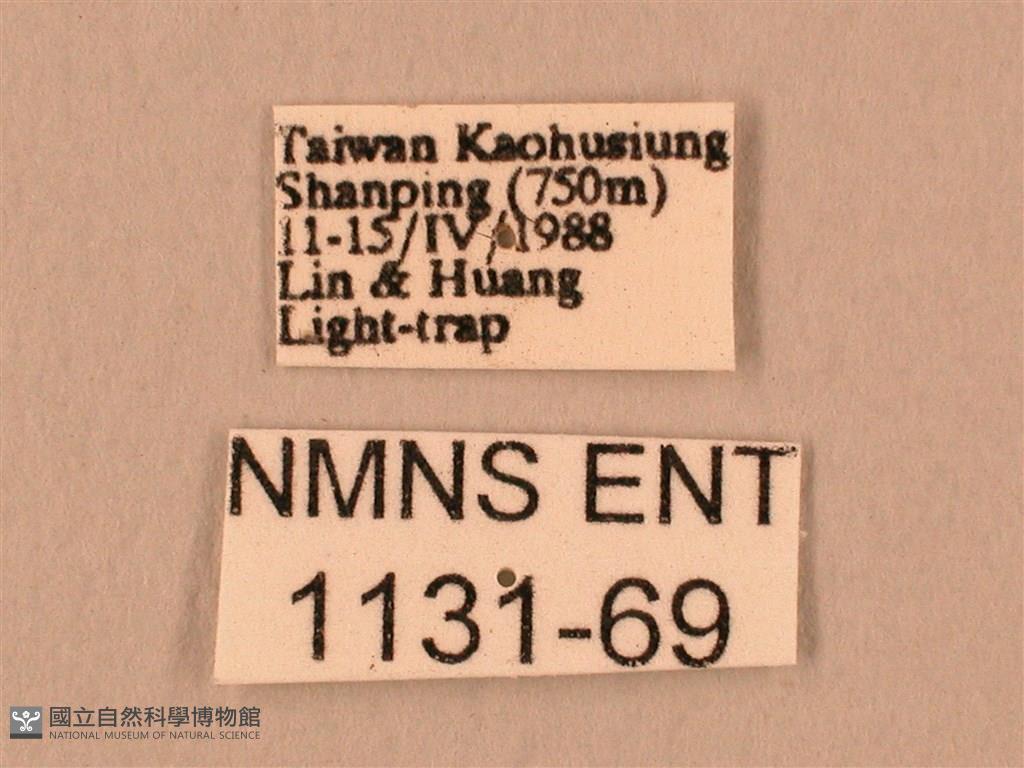 Taiwan Kaohusiung
Shanping (750m)
11-15/IV/1988
Lin & Huang
Light-trap
NMNS ENT
1131-69
國立自然科學博物館
NATIONAL MUSEUM OF NATURAL SCIENCE